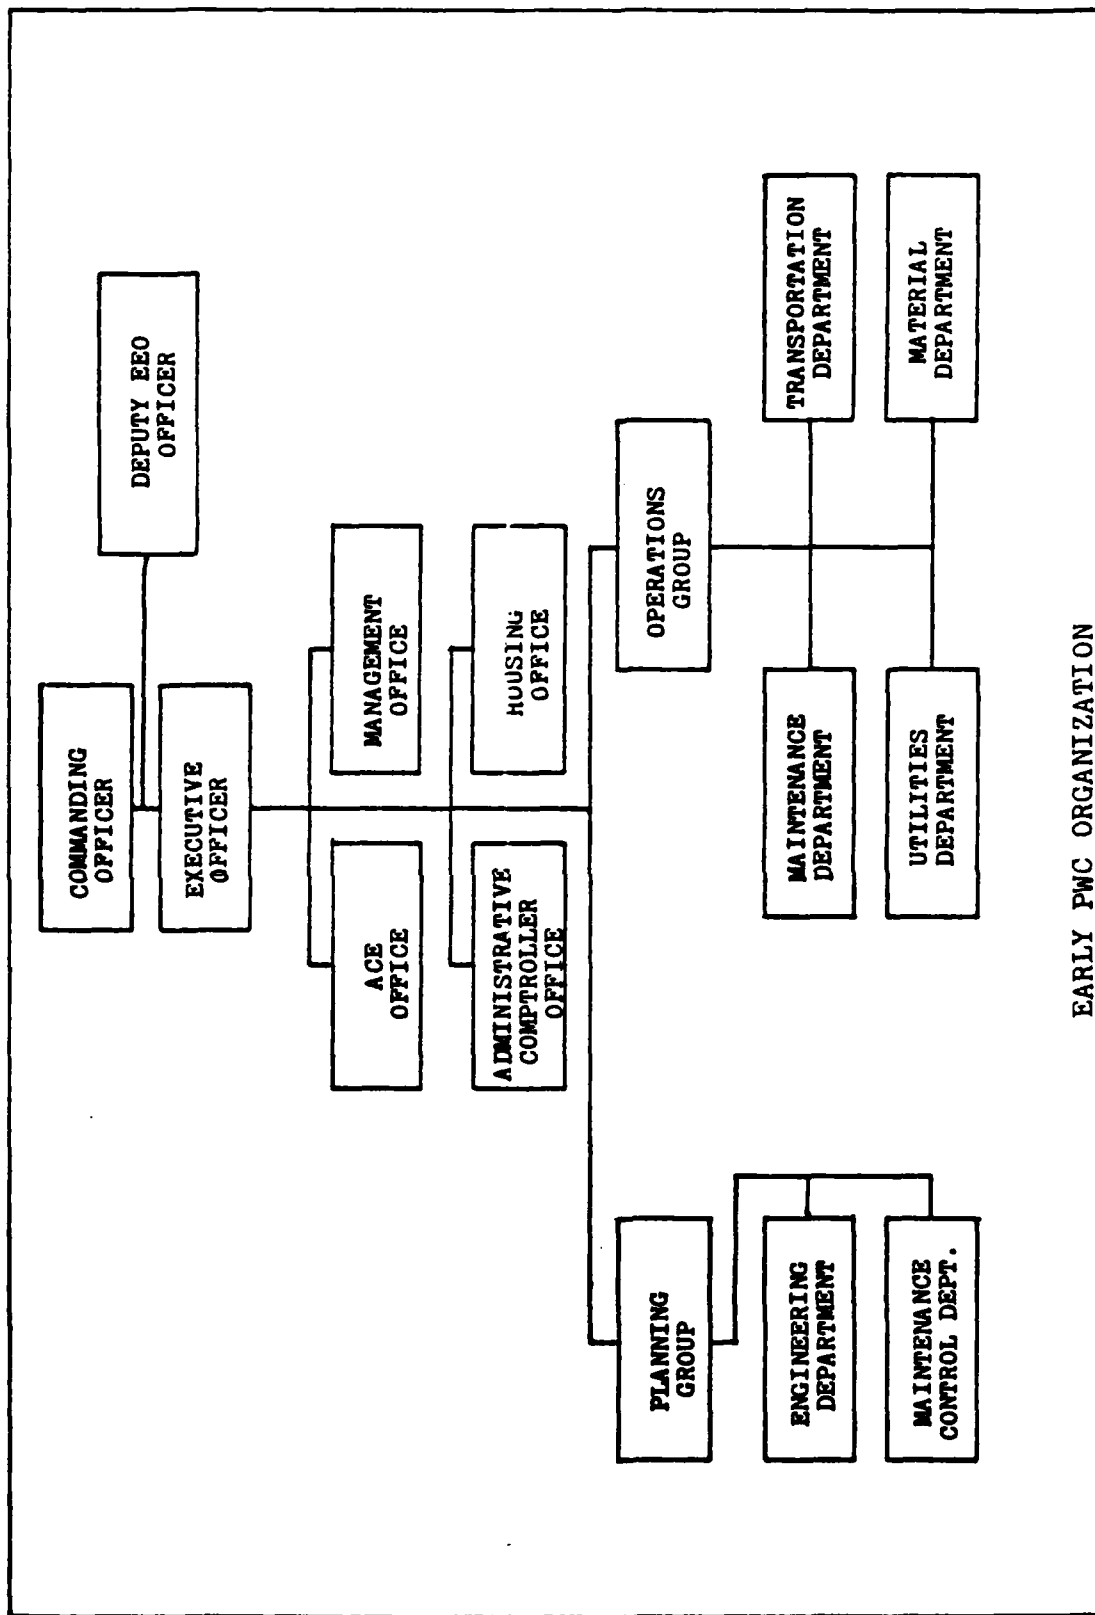 COMMANDING
OFFICER
DEPUTY EEO
OFFICER
EXECUTIVE
OFFICER
ACE
OFFICE
MANAGEMENT
OFFICE
ADMINISTRATIVE
COMPTROLLER
OFFICE
HOUSING
OFFICE
PLANNING
GROUP
OPERATIONS
GROUP
ENGINEERING
DEPARTMENT
MAINTENANCE
DEPARTMENT
TRANSPORTATION
DEPARTMENT
MAINTENANCE
CONTROL DEPT.
UTILITIES
DEPARTMENT
MATERIAL
DEPARTMENT
EARLY PWC ORGANIZATION